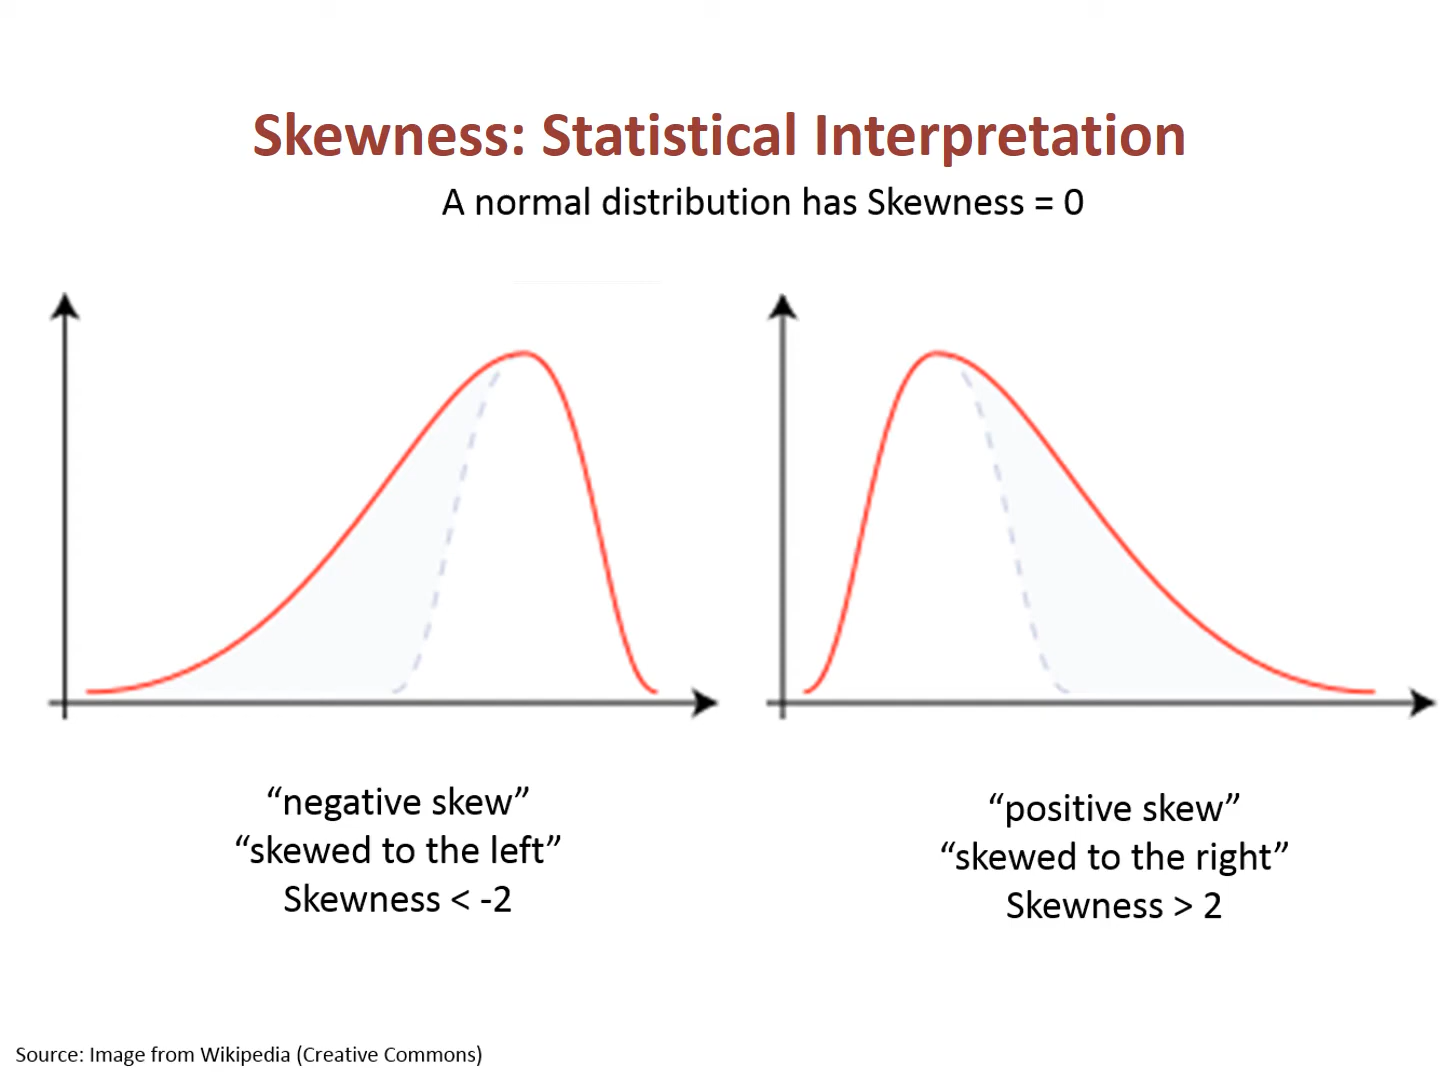 Skewness: Statistical Interpretation
A normal distribution has Skewness = 0
“negative skew”
“skewed to the left”
Skewness < -2
“positive skew”
“skewed to the right”
Skewness > 2
Source: Image from Wikipedia (Creative Commons)